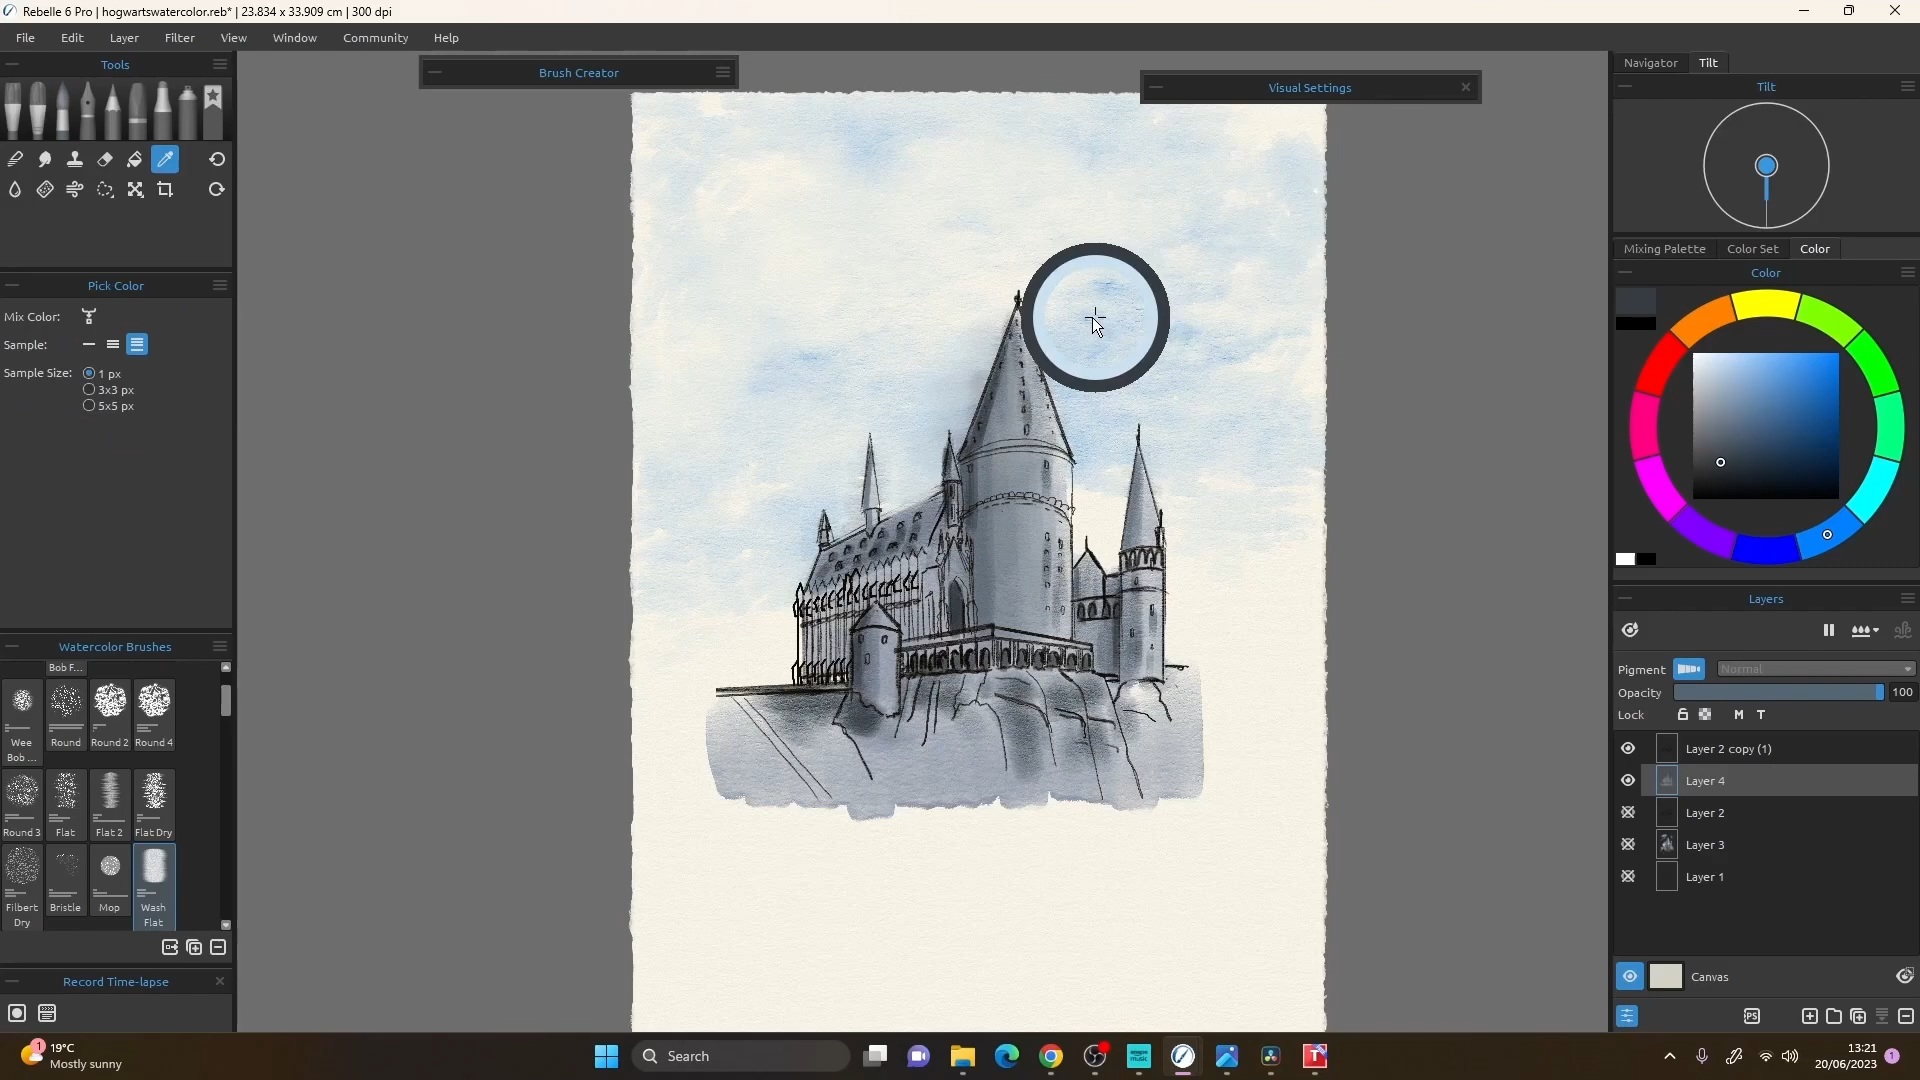 Rebelle 6 Pro | hogwartswatercolor.reb* | 23.834 x 33.909 cm | 300 dpi
File Edit Layer Filter View Window Community Help
Tools
Brush Creator
Visual Settings
Navigator Tilt
Tilt
Pick Color
Mix Color:
Sample:
Sample Size: 1 px
3x3 px
5x5 px
Mixing Palette Color Set Color
Color
Watercolor Brushes
Bob F...
Wee Bob ...
Round
Round 2
Round 4
Round 3
Flat
Flat 2
Flat Dry
Filbert Dry
Bristle
Mop
Wash Flat
Record Time-lapse
Layers
Pigment Normal
Opacity 100
Lock M T
Layer 2 copy (1)
Layer 4
Layer 2
Layer 3
Layer 1
Canvas
PS
1
19°C
Mostly sunny
Search
amazon music
T
13:21
20/06/2023
1